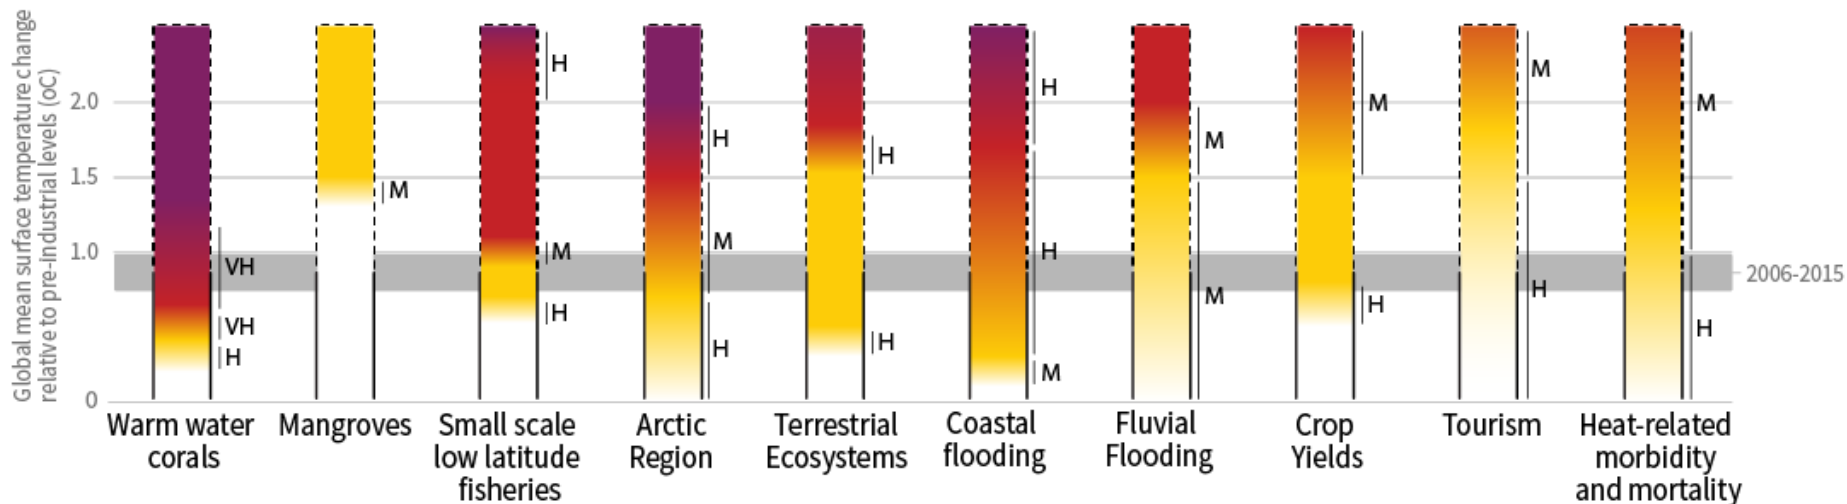 Global mean surface temperature change
relative to pre-industrial levels (oC)
2.0
1.5
1.0
0
VH
VH
H
M
H
M
H
H
M
H
H
H
H
H
M
M
M
M
H
M
H
M
H
2006-2015
Warm water
corals
Mangroves
Small scale
low latitude
fisheries
Arctic
Region
Terrestrial
Ecosystems
Coastal
flooding
Fluvial
Flooding
Crop
Yields
Tourism
Heat-related
morbidity
and mortality